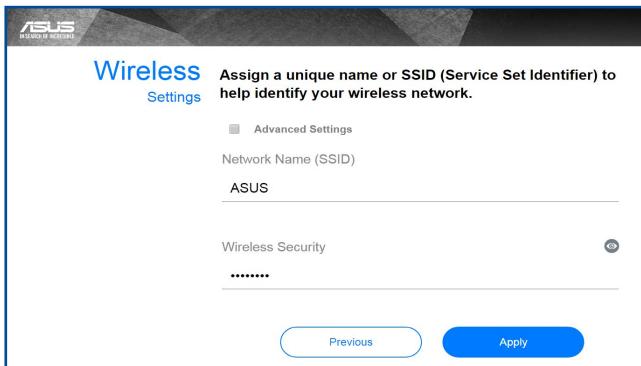 ASUS
IN SEARCH OF INCREDIBLE
Wireless
Settings
Assign a unique name or SSID (Service Set Identifier) to
help identify your wireless network.
Advanced Settings
Network Name (SSID)
ASUS
Wireless Security
••••••••
Previous
Apply